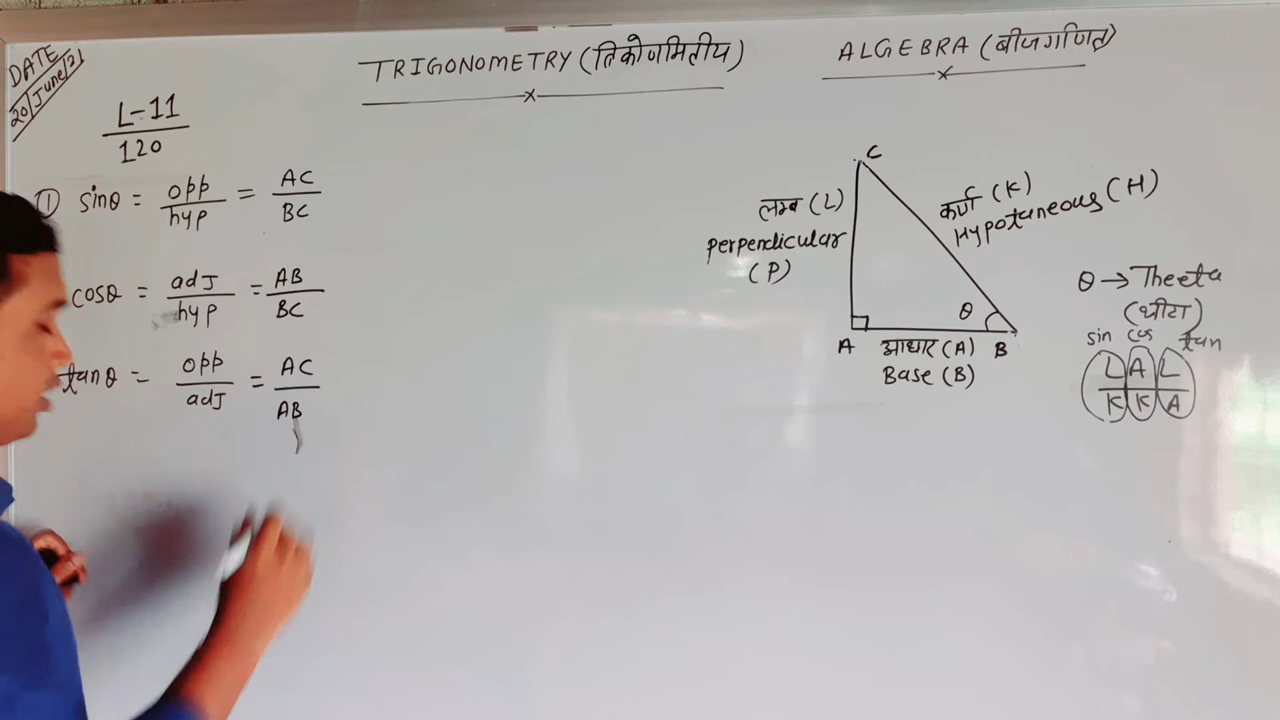 DATE
20/June/21
TRIGONOMETRY (त्रिकोणमितीय)
ALGEBRA (बीजगणित)
L-11
120
① sinθ = opp/hyp = AC/BC
cosθ = adJ/hyp = AB/BC
tanθ = opp/adJ = AC/AB
C
लम्ब (L)
perpendicular
(P)
कर्ण (K)
Hypotaneous (H)
θ
A
B
आधार (A)
Base (B)
θ → Theeta
(थीटा)
sin cos tan
L A L
K K A